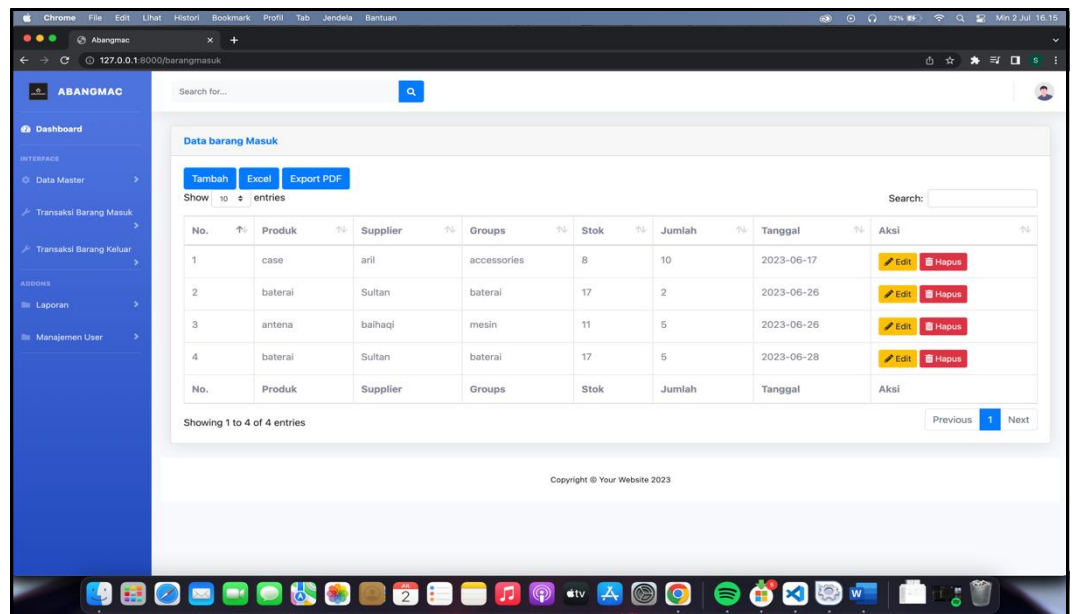 Chrome File Edit Lihat Histori Bookmark Profil Tab Jendela Bantuan 52% Min 2 Jul 16.15
Abangmac
127.0.0.1:8000/barangmasuk S
ABANGMAC
Search for...
Dashboard
INTERFACE
Data Master
Transaksi Barang Masuk
Transaksi Barang Keluar
ADDONS
Laporan
Manajemen User
Data barang Masuk
Tambah Excel Export PDF
Show 10 entries Search:
No. Produk Supplier Groups Stok Jumlah Tanggal Aksi
1 case aril accessories 8 10 2023-06-17 Edit Hapus
2 baterai Sultan baterai 17 2 2023-06-26 Edit Hapus
3 antena baihaqi mesin 11 5 2023-06-26 Edit Hapus
4 baterai Sultan baterai 17 5 2023-06-28 Edit Hapus
No. Produk Supplier Groups Stok Jumlah Tanggal Aksi
Showing 1 to 4 of 4 entries Previous 1 Next
Copyright © Your Website 2023
JUL
2
tv
W